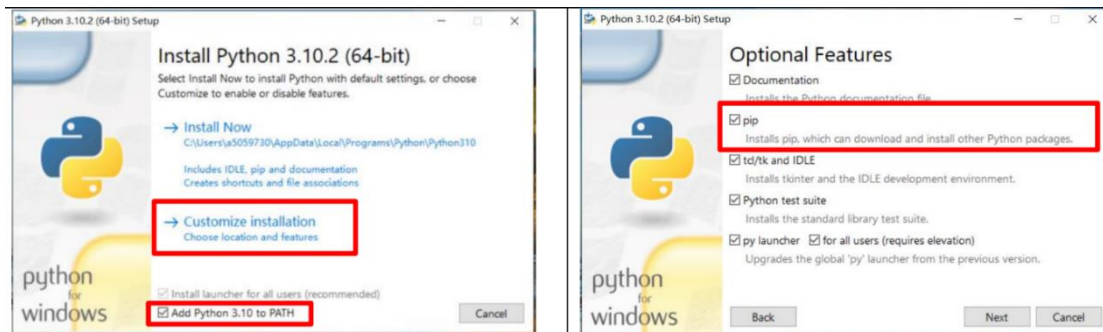 Python 3.10.2 (64-bit) Setup
Install Python 3.10.2 (64-bit)
Select Install Now to install Python with default settings, or choose
Customize to enable or disable features.
→ Install Now
C:\Users\a5059730\AppData\Local\Programs\Python\Python310
Includes IDLE, pip and documentation
Creates shortcuts and file associations
→ Customize installation
Choose location and features
Install launcher for all users (recommended)
Add Python 3.10 to PATH
Cancel
python
for
windows
Python 3.10.2 (64-bit) Setup
Optional Features
Documentation
Installs the Python documentation file.
pip
Installs pip, which can download and install other Python packages.
tcl/tk and IDLE
Installs tkinter and the IDLE development environment.
Python test suite
Installs the standard library test suite.
py launcher for all users (requires elevation)
Upgrades the global 'py' launcher from the previous version.
Back Next Cancel
python
for
windows